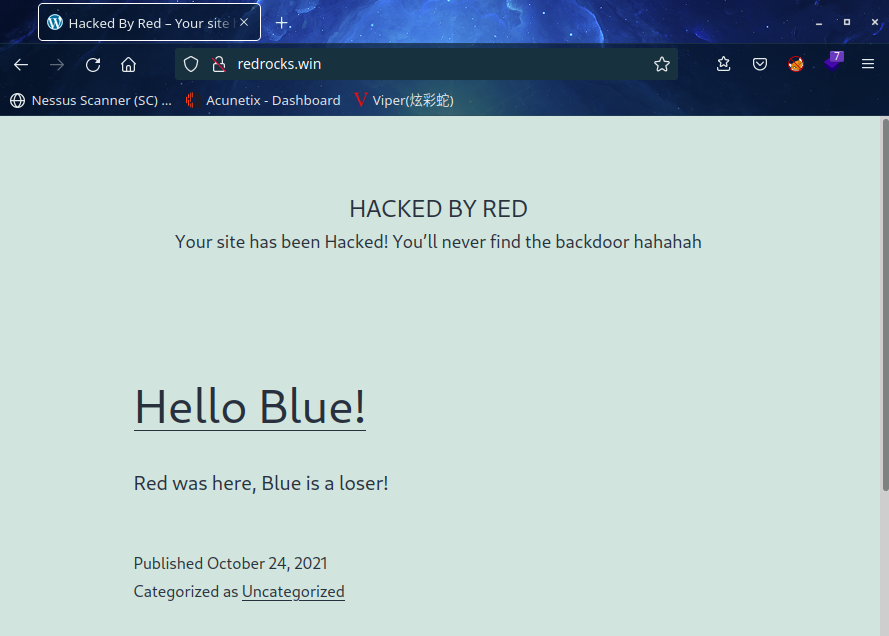 Hacked By Red – Your site
redrocks.win
7
Nessus Scanner (SC) ...
Acunetix - Dashboard
Viper(炫彩蛇)
HACKED BY RED
Your site has been Hacked! You’ll never find the backdoor hahahah
Hello Blue!
Red was here, Blue is a loser!
Published October 24, 2021
Categorized as Uncategorized